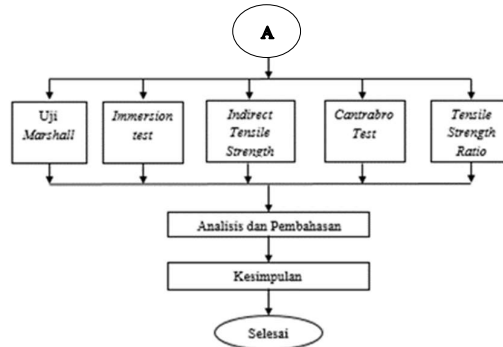 A
Uji
Marshall
Immersion
test
Indirect
Tensile
Strength
Cantrabro
Test
Tensile
Strength
Ratio
Analisis dan Pembahasan
Kesimpulan
Selesai